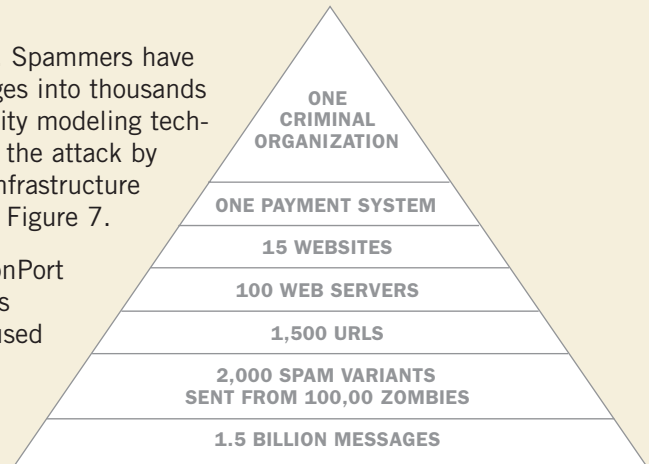 Spammers have
ges into thousands
ity modeling tech-
the attack by
nfrastructure
Figure 7.
onPort
s
used
ONE
CRIMINAL
ORGANIZATION
ONE PAYMENT SYSTEM
15 WEBSITES
100 WEB SERVERS
1,500 URLS
2,000 SPAM VARIANTS
SENT FROM 100,00 ZOMBIES
1.5 BILLION MESSAGES